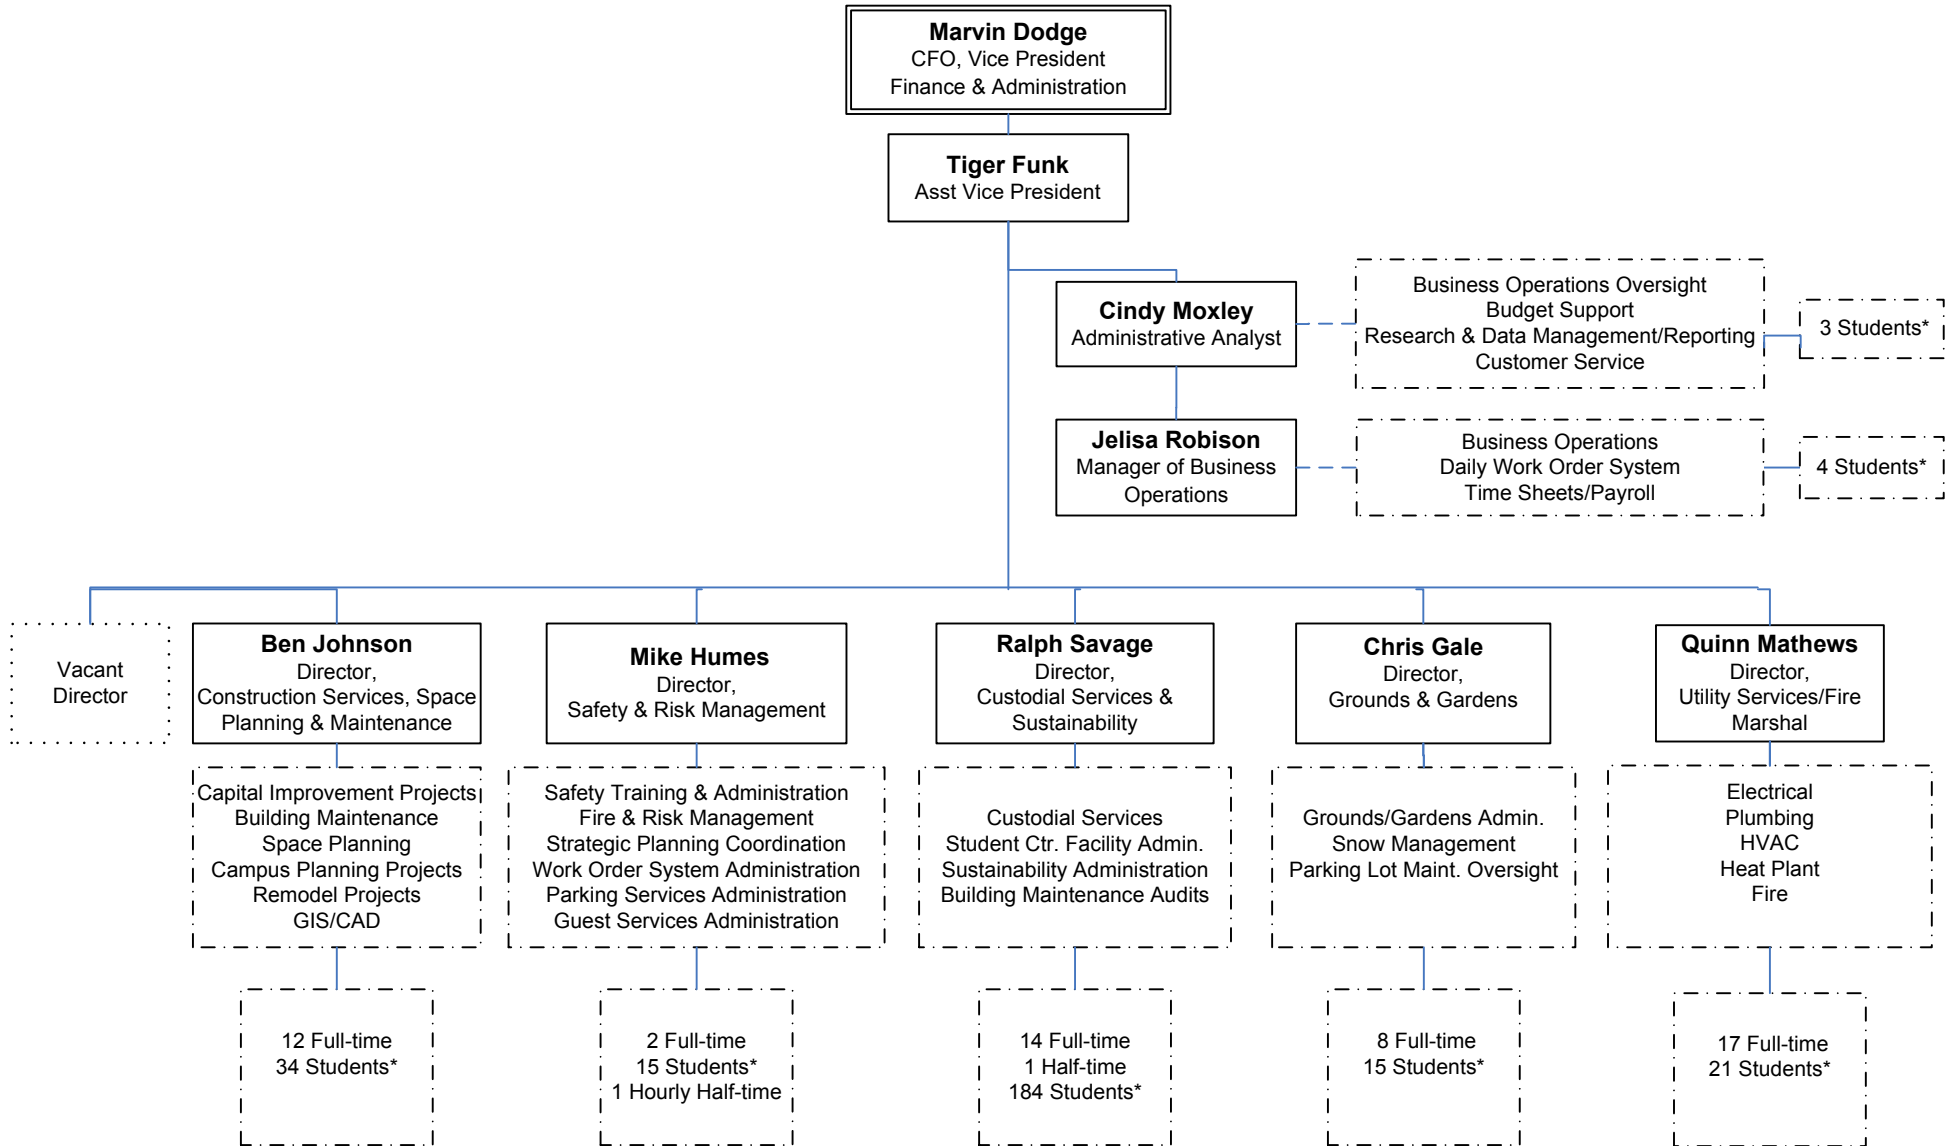 Marvin Dodge
CFO, Vice President
Finance & Administration
Tiger Funk
Asst Vice President
Cindy Moxley
Administrative Analyst
Business Operations Oversight
Budget Support
Research & Data Management/Reporting
Customer Service
3 Students*
Jelisa Robison
Manager of Business
Operations
Business Operations
Daily Work Order System
Time Sheets/Payroll
4 Students*
Vacant
Director
Ben Johnson
Director,
Construction Services, Space
Planning & Maintenance
Mike Humes
Director,
Safety & Risk Management
Ralph Savage
Director,
Custodial Services &
Sustainability
Chris Gale
Director,
Grounds & Gardens
Quinn Mathews
Director,
Utility Services/Fire
Marshal
Capital Improvement Projects
Building Maintenance
Space Planning
Campus Planning Projects
Remodel Projects
GIS/CAD
Safety Training & Administration
Fire & Risk Management
Strategic Planning Coordination
Work Order System Administration
Parking Services Administration
Guest Services Administration
Custodial Services
Student Ctr. Facility Admin.
Sustainability Administration
Building Maintenance Audits
Grounds/Gardens Admin.
Snow Management
Parking Lot Maint. Oversight
Electrical
Plumbing
HVAC
Heat Plant
Fire
12 Full-time
34 Students*
2 Full-time
15 Students*
1 Hourly Half-time
14 Full-time
1 Half-time
184 Students*
8 Full-time
15 Students*
17 Full-time
21 Students*